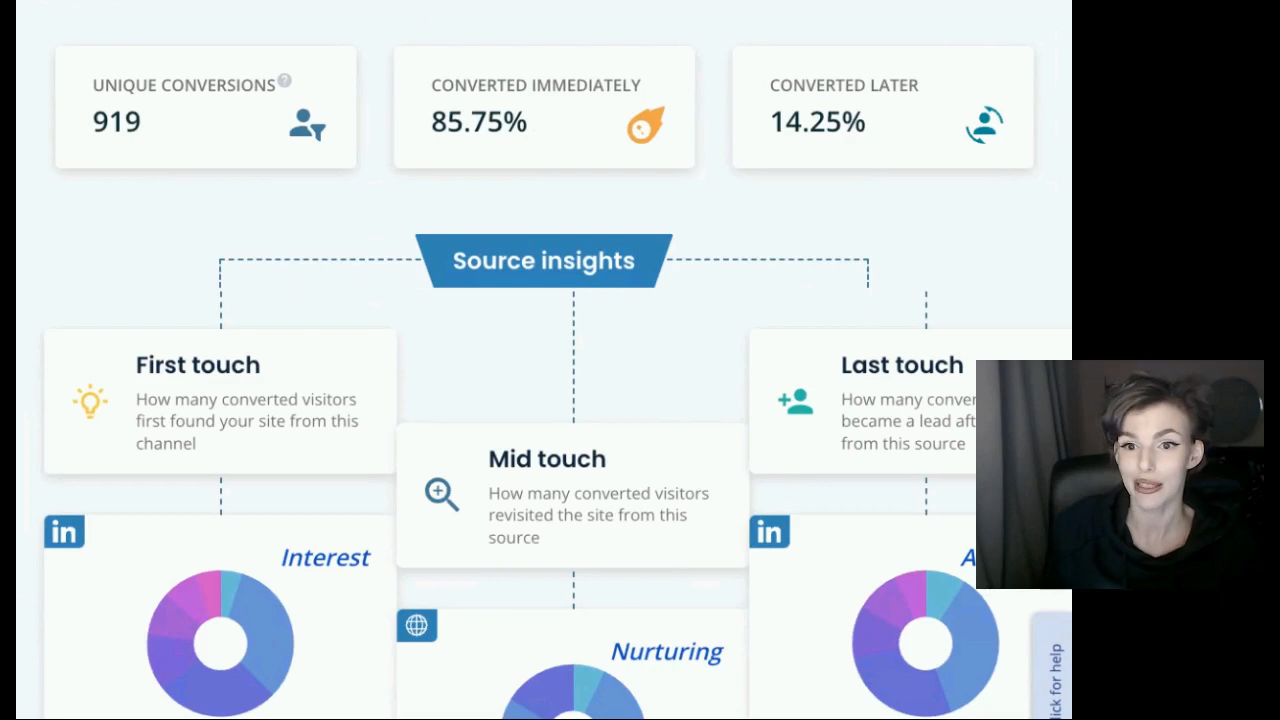 UNIQUE CONVERSIONS ?
919
CONVERTED IMMEDIATELY
85.75%
CONVERTED LATER
14.25%
Source insights
First touch
How many converted visitors
first found your site from this
channel
Mid touch
How many converted visitors
revisited the site from this
source
Last touch
How many
became a lead
from this source
in
Interest
Nurturing
in
for help